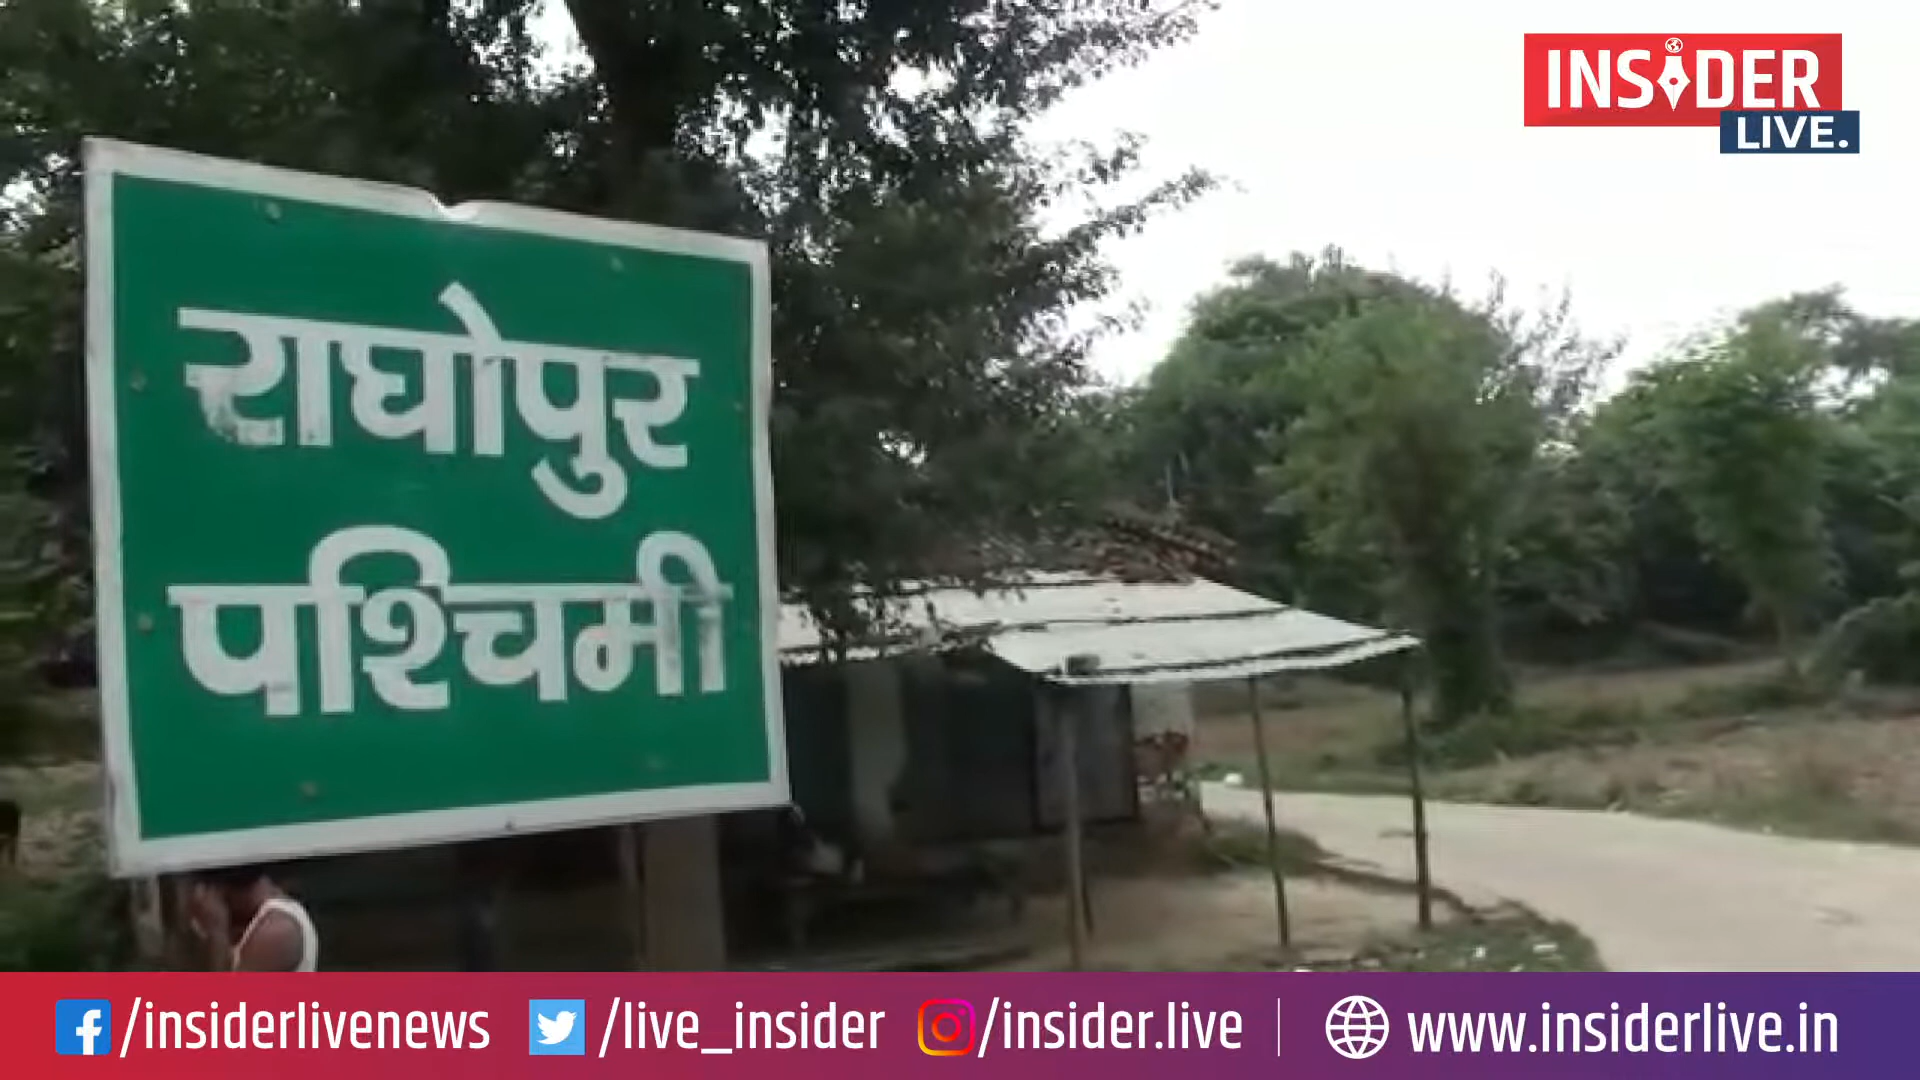 INSIDER
LIVE.
राघोपुर
पश्चिमी
/insiderlivenews /live_insider /insider.live www.insiderlive.in